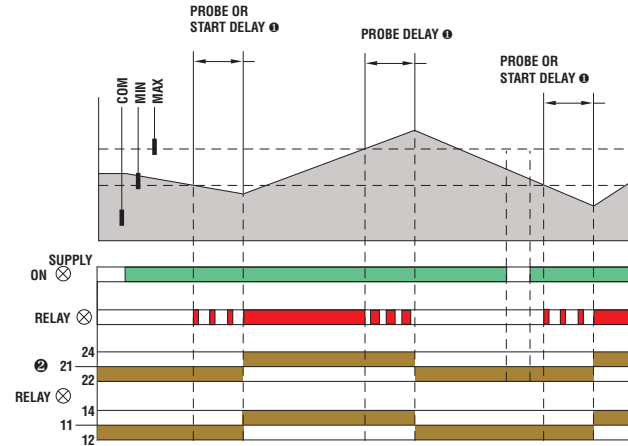 PROBE OR
START DELAY ❶
PROBE DELAY ❶
PROBE OR
START DELAY ❶
COM
MIN
MAX
SUPPLY
ON
RELAY
24
❷ 21
22
RELAY
14
11
12